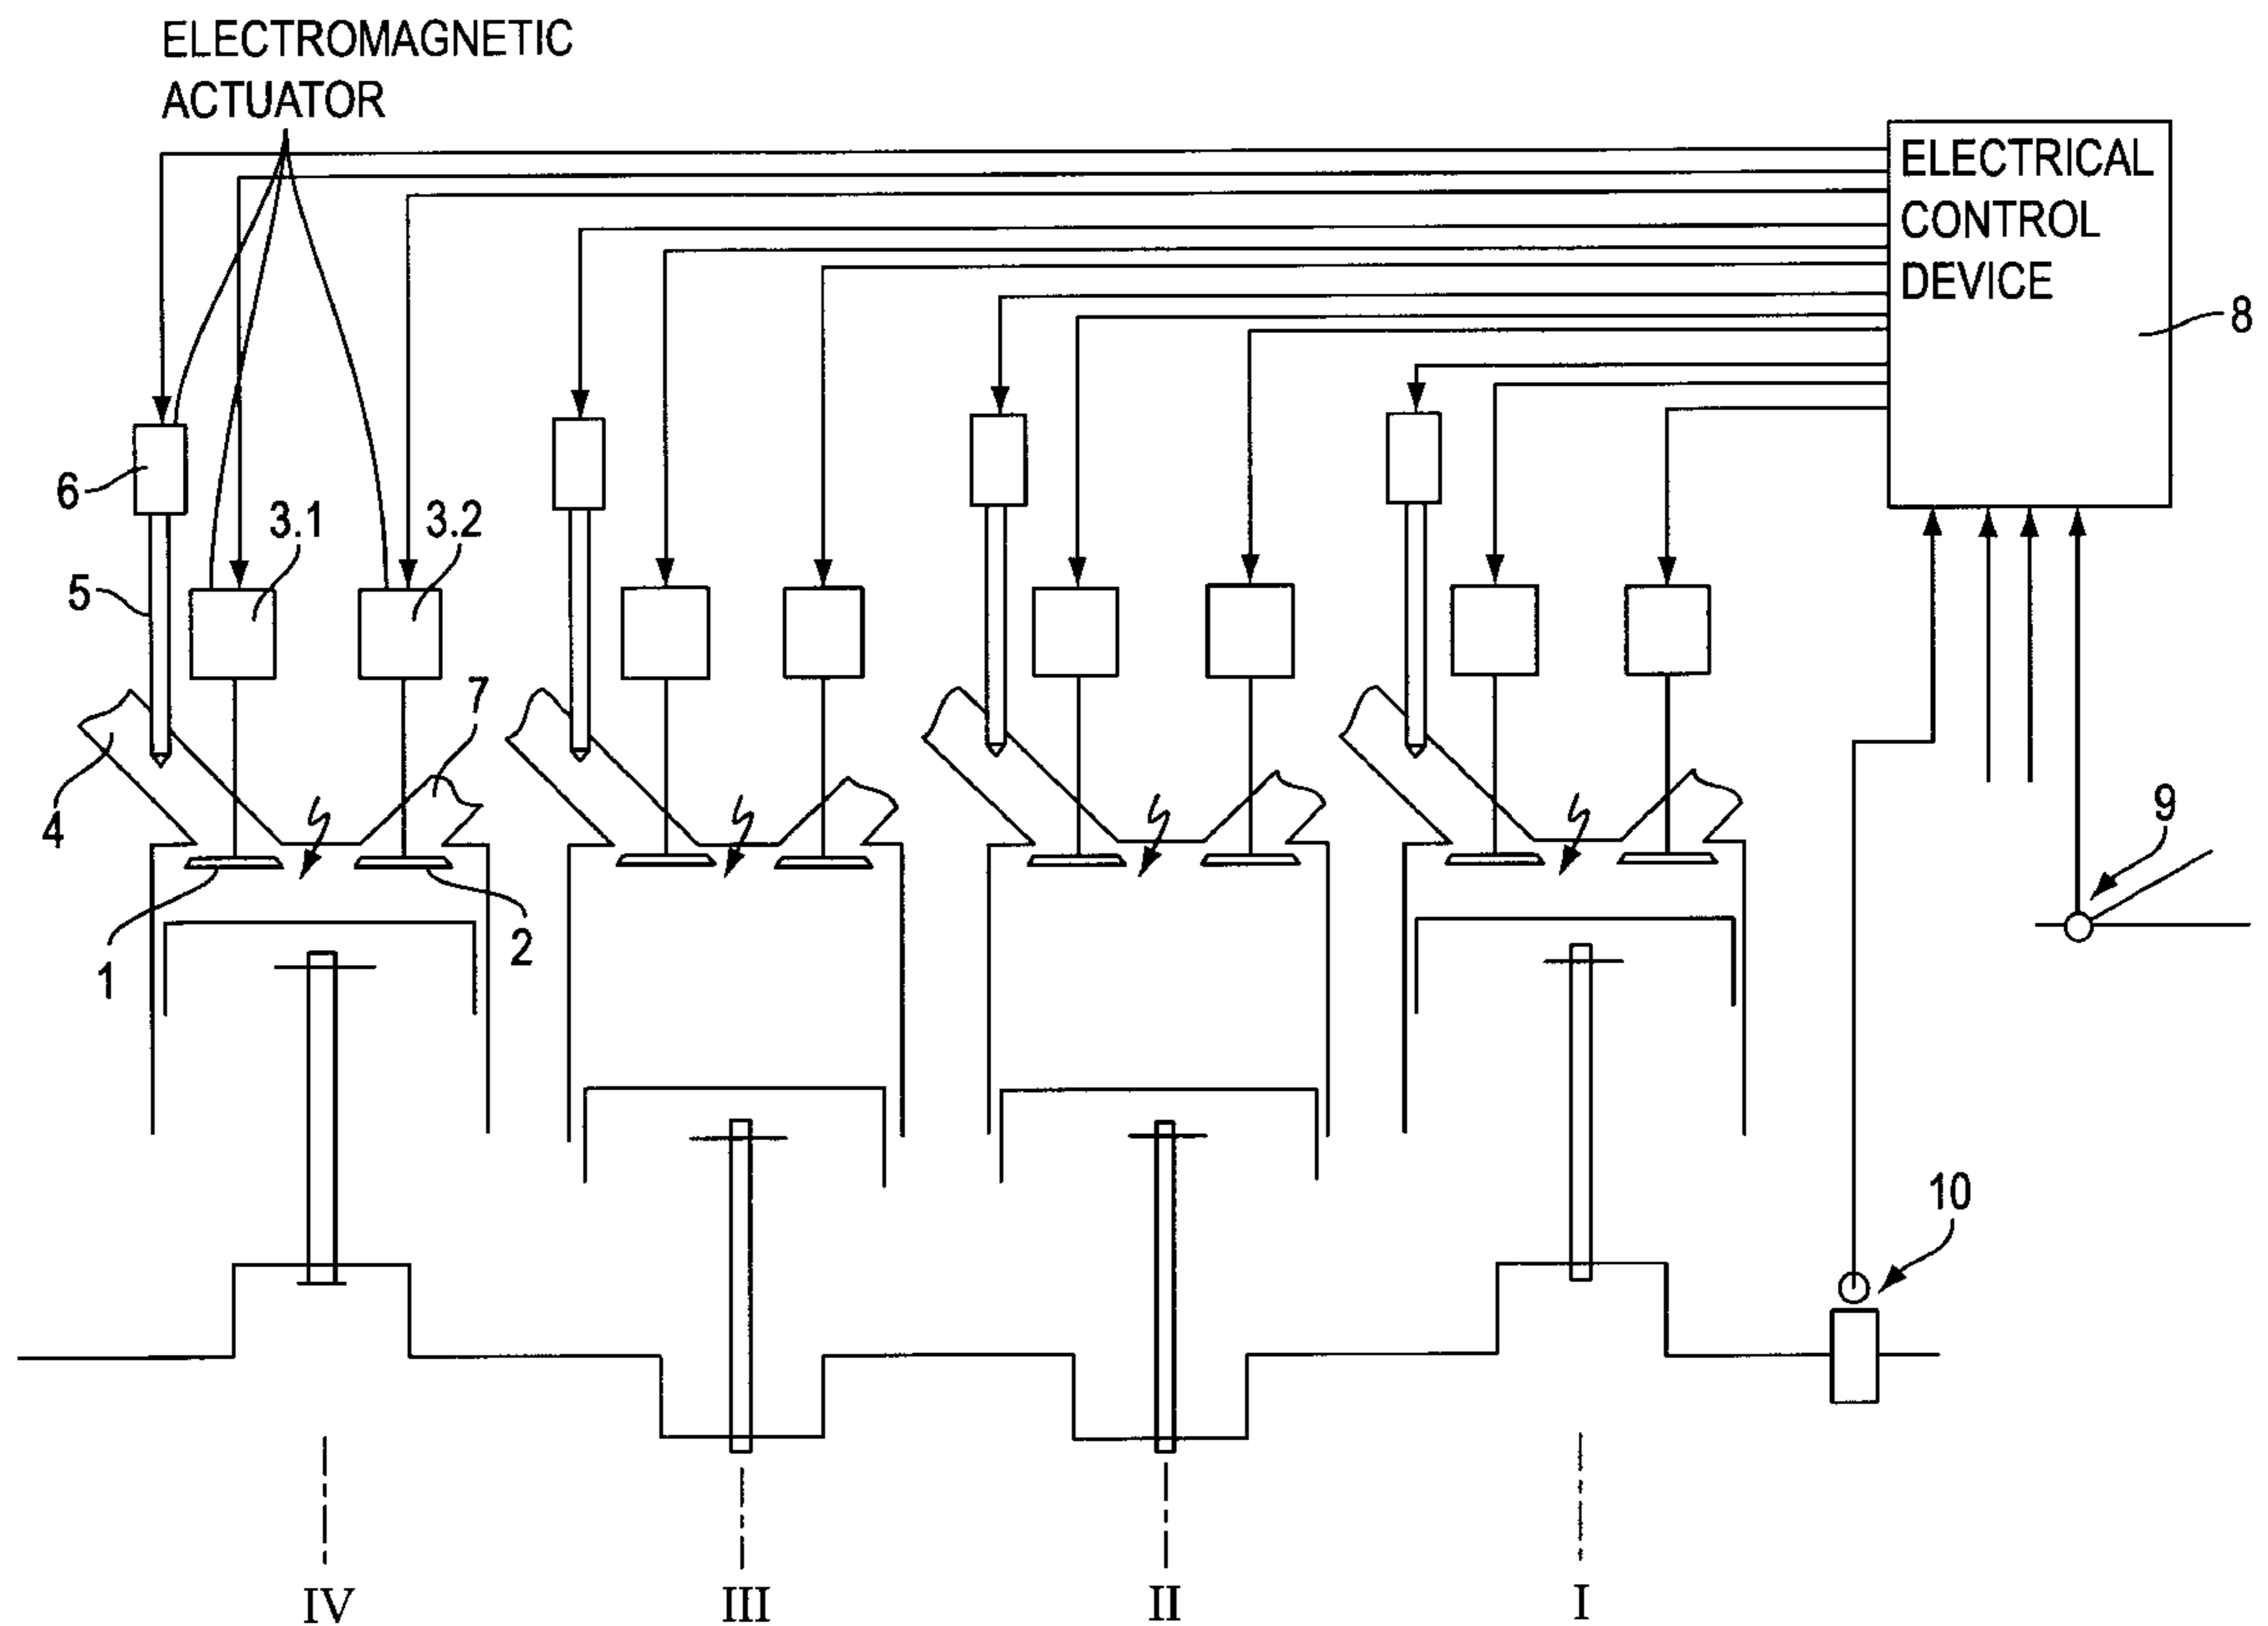 ELECTROMAGNETIC
ACTUATOR
ELECTRICAL
CONTROL
DEVICE
8
6
3.1
3.2
5
7
4
9
1
2
10
IV
III
II
I